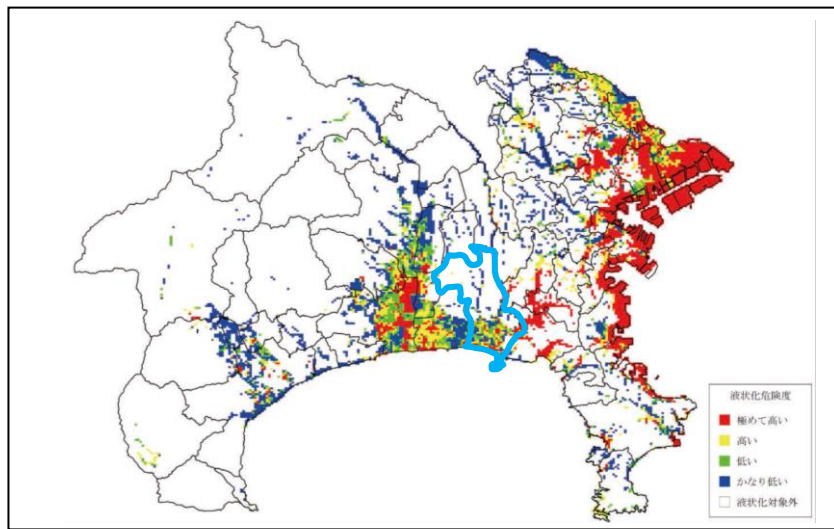 液状化危険度
極めて高い
高い
低い
かなり低い
液状化対象外